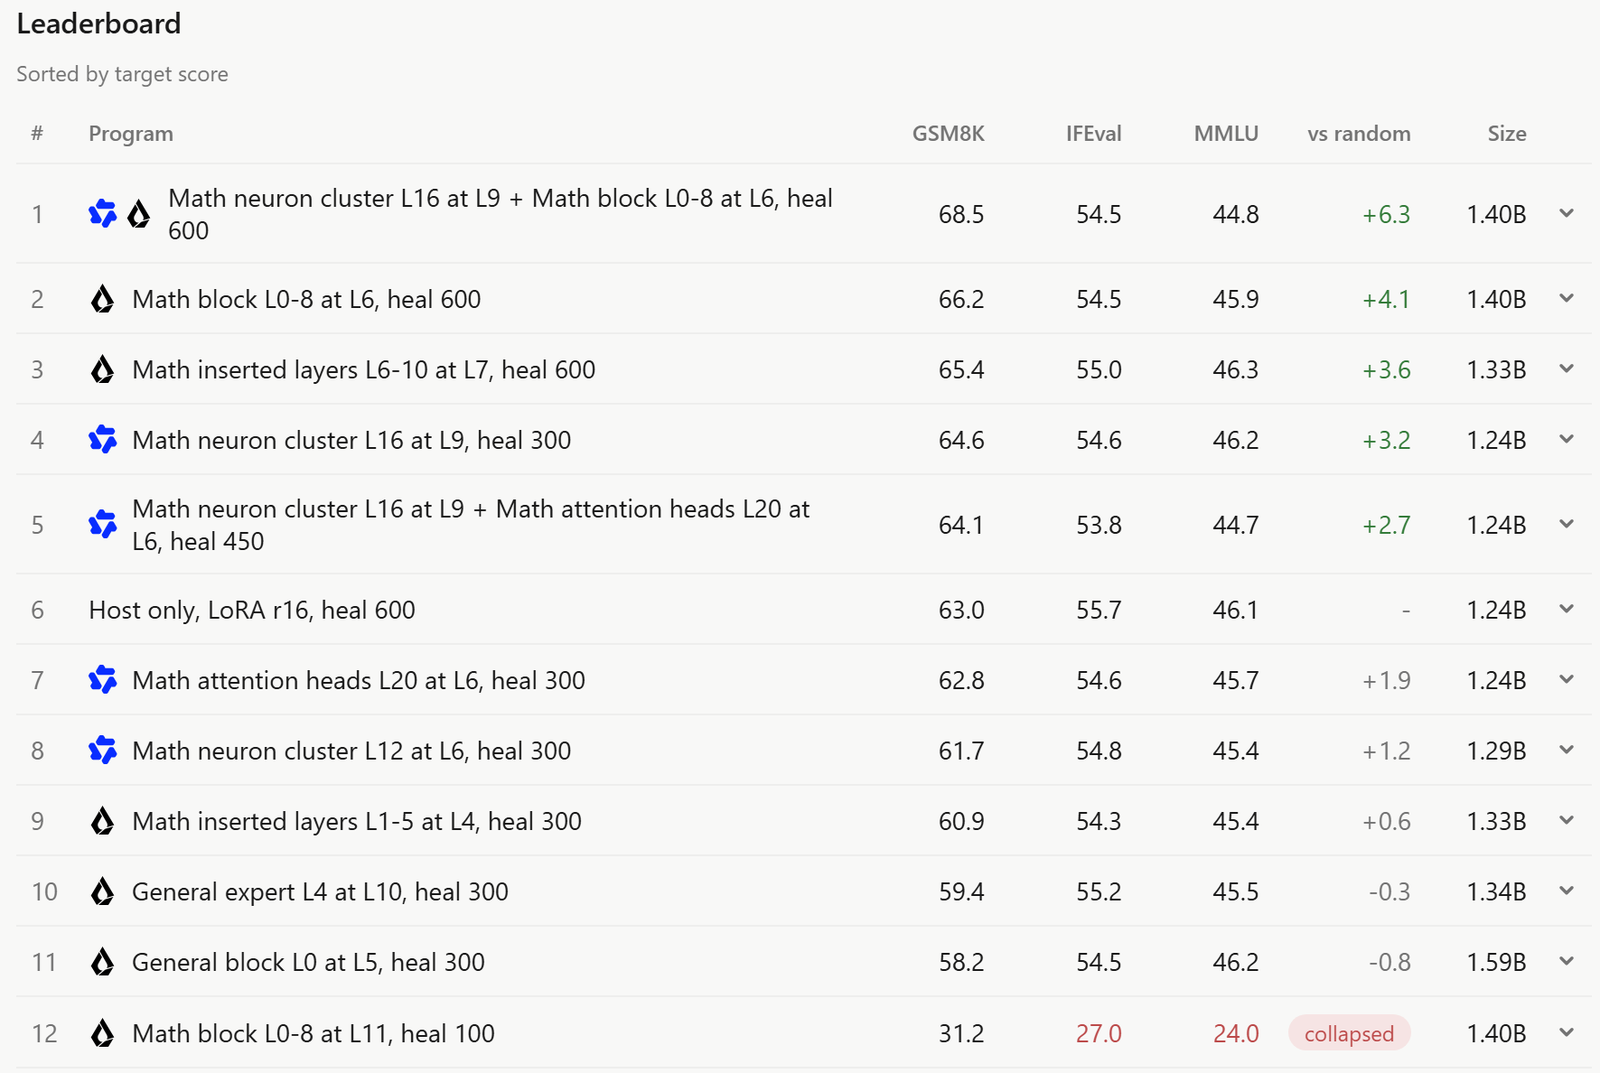 Leaderboard
Sorted by target score
# Program GSM8K IFEval MMLU vs random Size
1 Math neuron cluster L16 at L9 + Math block L0-8 at L6, heal 600 68.5 54.5 44.8 +6.3 1.40B
2 Math block L0-8 at L6, heal 600 66.2 54.5 45.9 +4.1 1.40B
3 Math inserted layers L6-10 at L7, heal 600 65.4 55.0 46.3 +3.6 1.33B
4 Math neuron cluster L16 at L9, heal 300 64.6 54.6 46.2 +3.2 1.24B
5 Math neuron cluster L16 at L9 + Math attention heads L20 at L6, heal 450 64.1 53.8 44.7 +2.7 1.24B
6 Host only, LoRA r16, heal 600 63.0 55.7 46.1 - 1.24B
7 Math attention heads L20 at L6, heal 300 62.8 54.6 45.7 +1.9 1.24B
8 Math neuron cluster L12 at L6, heal 300 61.7 54.8 45.4 +1.2 1.29B
9 Math inserted layers L1-5 at L4, heal 300 60.9 54.3 45.4 +0.6 1.33B
10 General expert L4 at L10, heal 300 59.4 55.2 45.5 -0.3 1.34B
11 General block L0 at L5, heal 300 58.2 54.5 46.2 -0.8 1.59B
12 Math block L0-8 at L11, heal 100 31.2 27.0 24.0 collapsed 1.40B